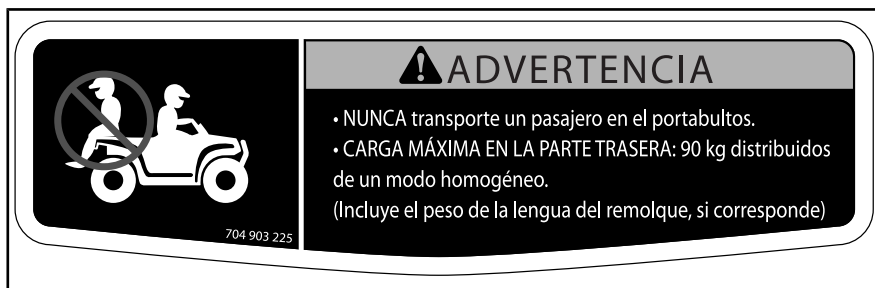 ADVERTENCIA
• NUNCA transporte un pasajero en el portabultos.
• CARGA MÁXIMA EN LA PARTE TRASERA: 90 kg distribuidos
de un modo homogéneo.
(Incluye el peso de la lengua del remolque, si corresponde)
704 903 225